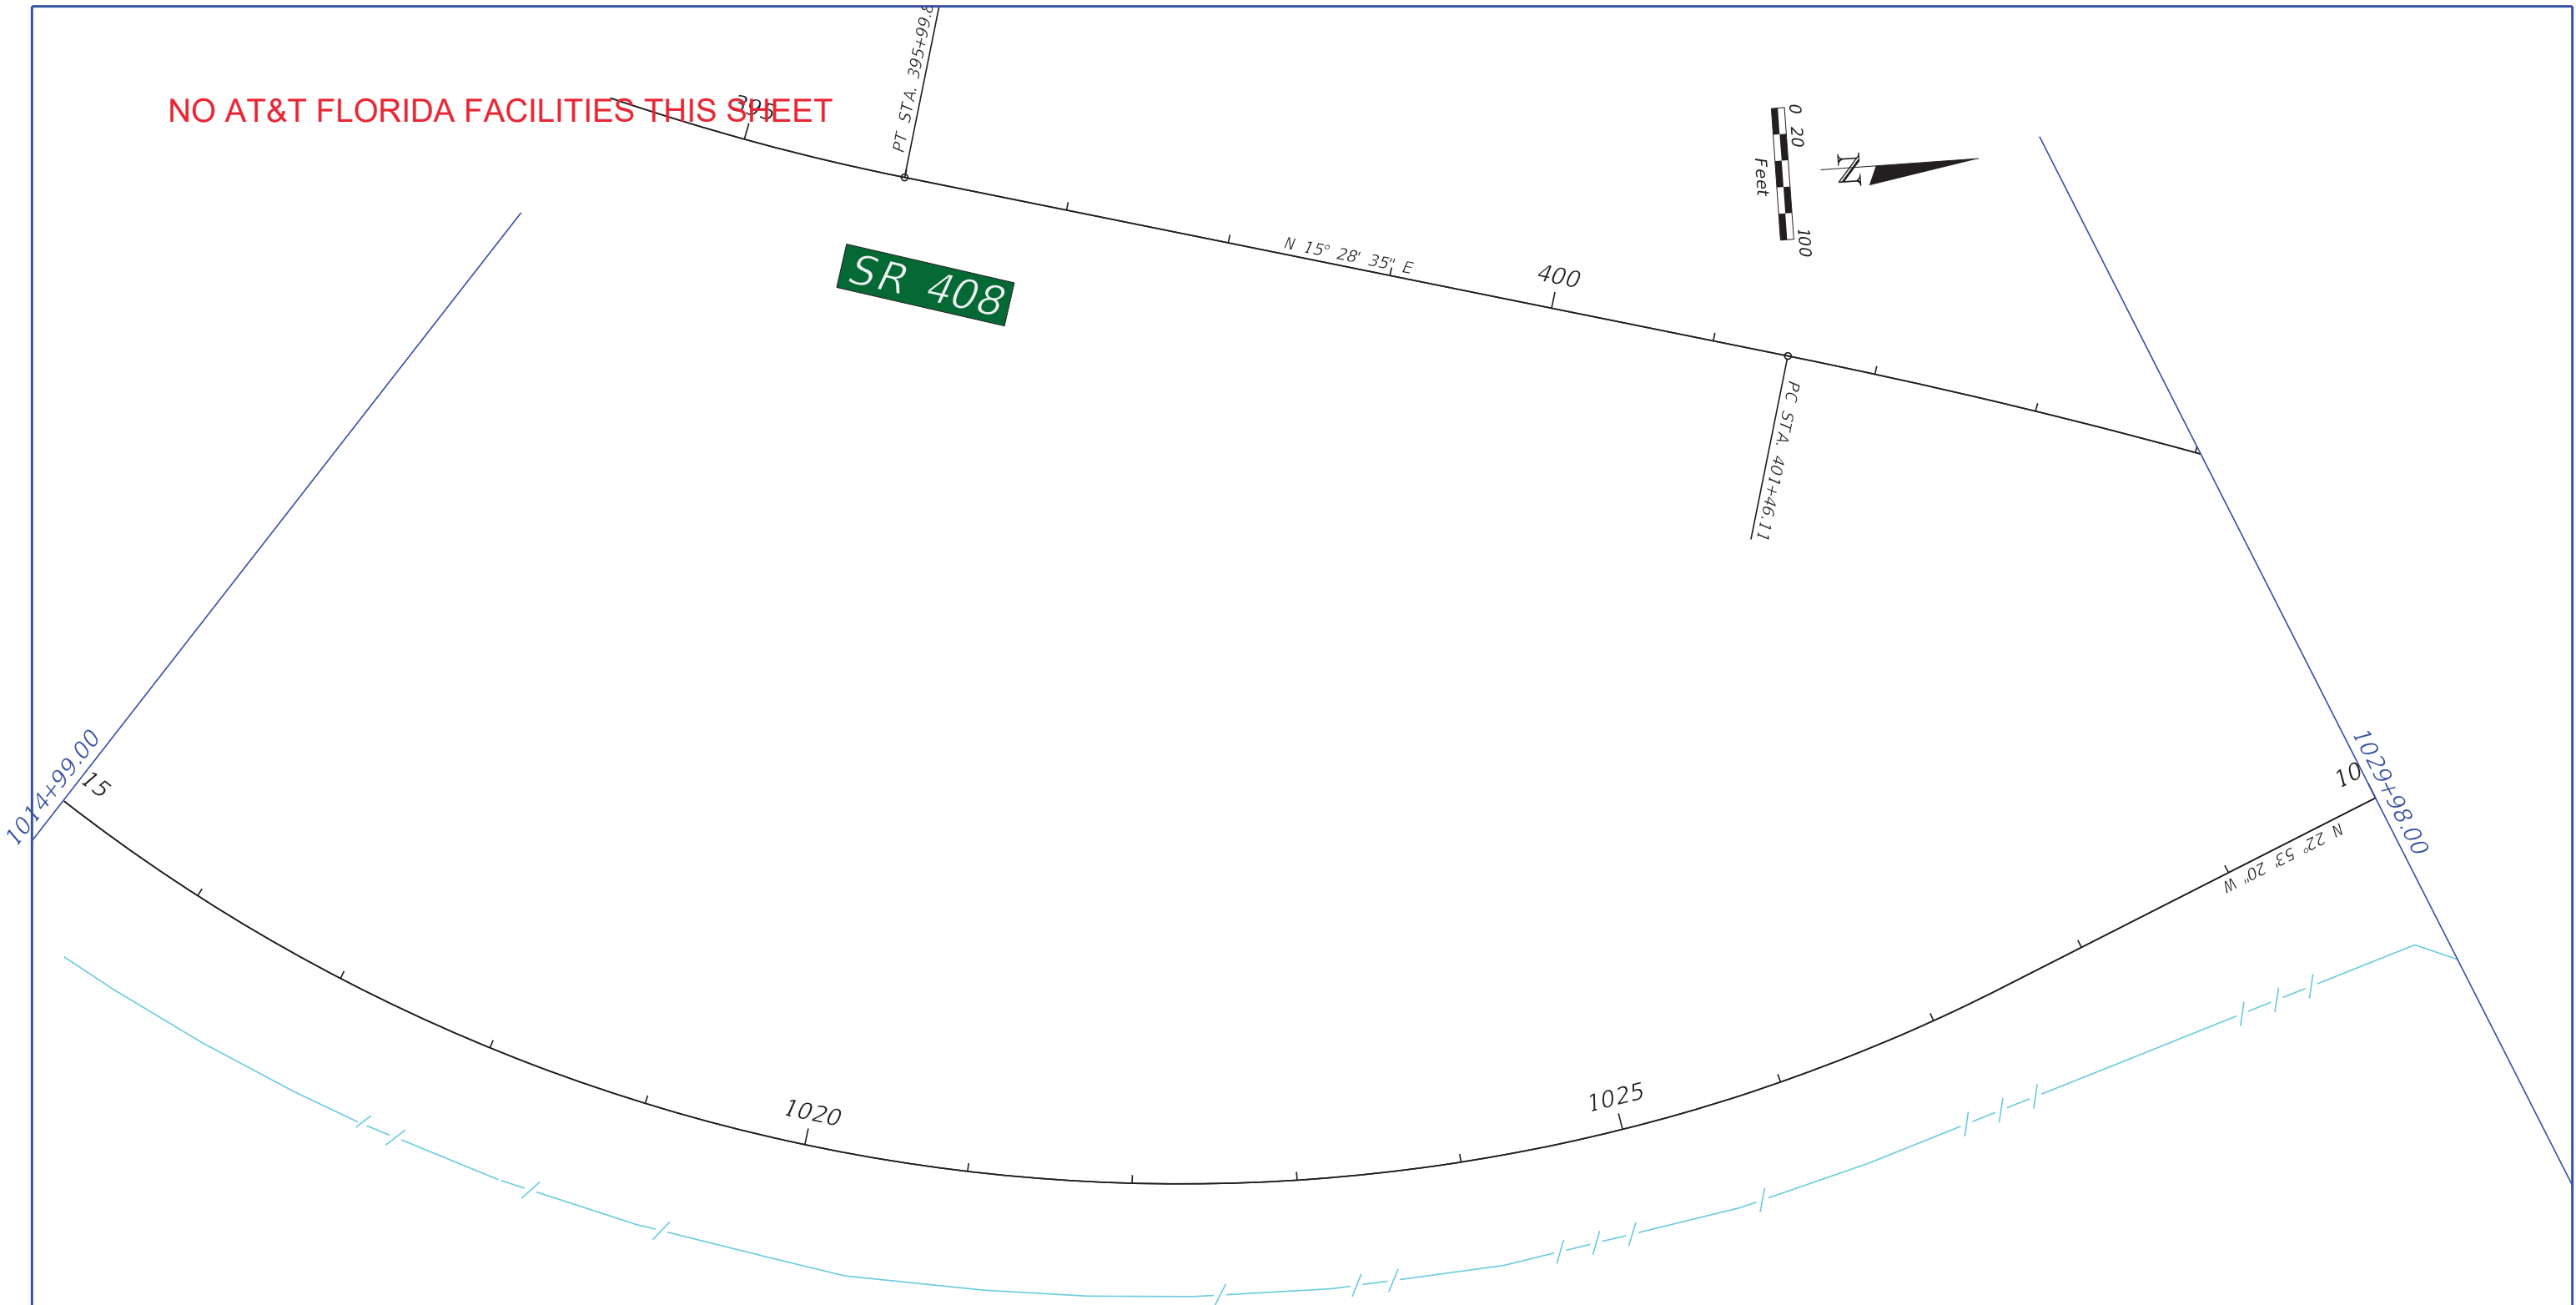 NO AT&T FLORIDA FACILITIES THIS SHEET
395
PT STA. 395+99.8
SR 408
N 15° 28' 35" E
400
PC STA. 401+46.11
0 20 100
Feet
N
1014+99.00
15
1020
1025
10
1029+98.00
N 22° 53' 20" W